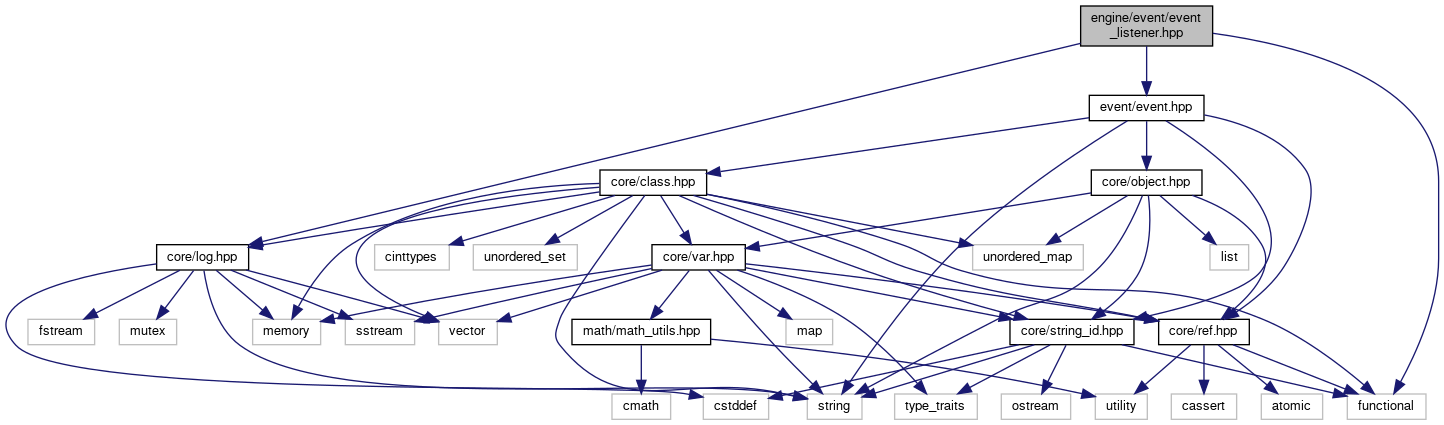 engine/event/event
_listener.hpp
event/event.hpp
core/class.hpp
core/object.hpp
core/log.hpp
cinttypes
unordered_set
core/var.hpp
unordered_map
list
fstream
mutex
memory
sstream
vector
math/math_utils.hpp
map
core/string_id.hpp
core/ref.hpp
cmath
cstddef
string
type_traits
ostream
utility
cassert
atomic
functional